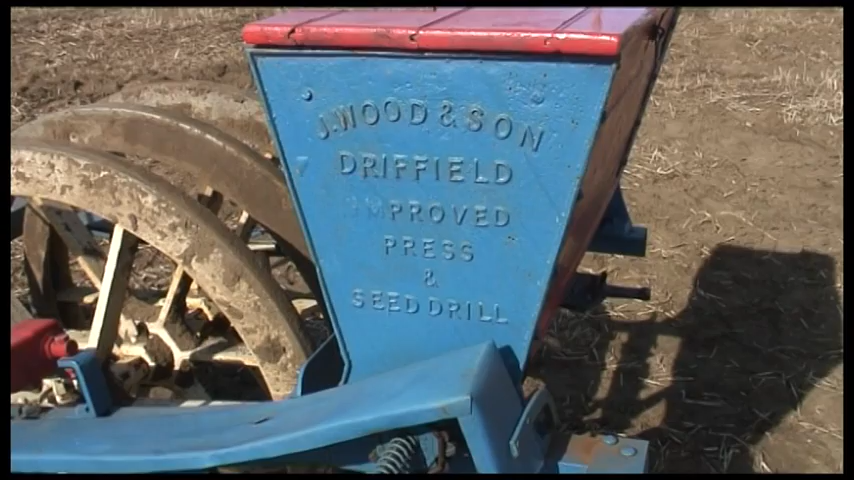 J. WOOD & SON
DRIFFIELD
IMPROVED
PRESS
&
SEED DRILL